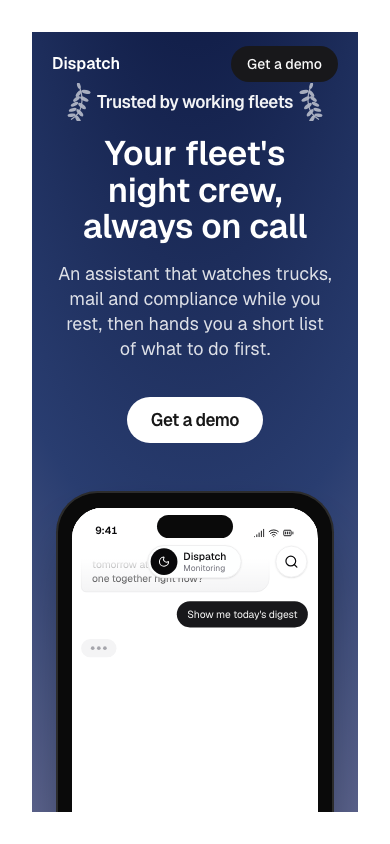 Dispatch
Get a demo
Trusted by working fleets
Your fleet's
night crew,
always on call
An assistant that watches trucks,
mail and compliance while you
rest, then hands you a short list
of what to do first.
Get a demo
9:41
Dispatch
Monitoring
tomorrow at
one together right now?
Show me today's digest